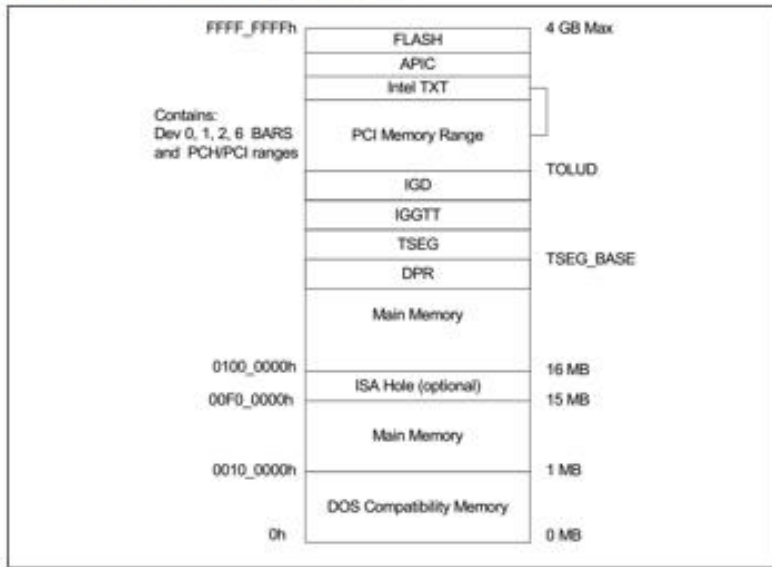 FFFF_FFFFh
FLASH
4 GB Max
APIC
Intel TXT
Contains:
Dev 0, 1, 2, 6 BARS
and PCH/PCI ranges
PCI Memory Range
TOLUD
IGD
IGGTT
TSEG
TSEG_BASE
DPR
Main Memory
0100_0000h
16 MB
ISA Hole (optional)
00F0_0000h
15 MB
Main Memory
0010_0000h
1 MB
DOS Compatibility Memory
0h
0 MB